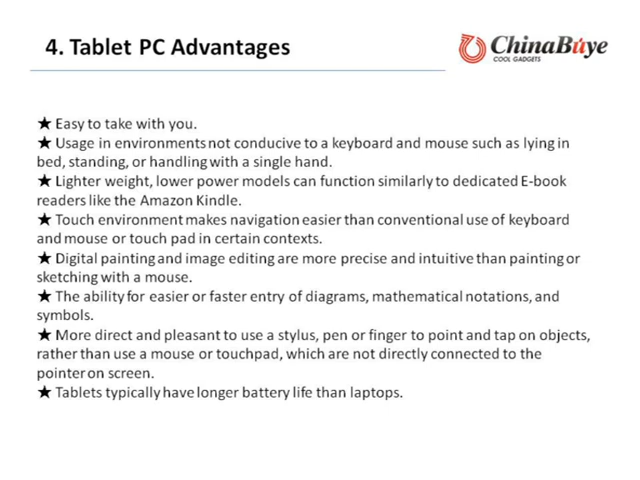 4. Tablet PC Advantages
ChinaBuye
COOL GADGETS
★ Easy to take with you.
★ Usage in environments not conducive to a keyboard and mouse such as lying in
bed, standing, or handling with a single hand.
★ Lighter weight, lower power models can function similarly to dedicated E-book
readers like the Amazon Kindle.
★ Touch environment makes navigation easier than conventional use of keyboard
and mouse or touch pad in certain contexts.
★ Digital painting and image editing are more precise and intuitive than painting or
sketching with a mouse.
★ The ability for easier or faster entry of diagrams, mathematical notations, and
symbols.
★ More direct and pleasant to use a stylus, pen or finger to point and tap on objects,
rather than use a mouse or touchpad, which are not directly connected to the
pointer on screen.
★ Tablets typically have longer battery life than laptops.